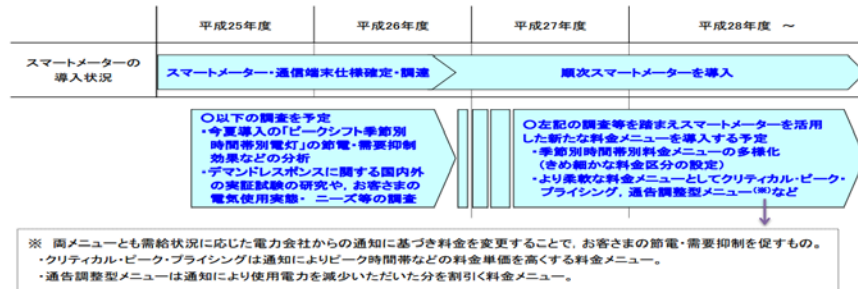 平成25年度 平成26年度 平成27年度 平成28年度 ～
スマートメーターの
導入状況
スマートメーター・通信端末仕様確定・調達
順次スマートメーターを導入
○以下の調査を予定
・今夏導入の「ピークシフト季節別
時間帯別電灯」の節電・需要抑制
効果などの分析
・デマンドレスポンスに関する国内外
の実証試験の研究や，お客さまの
電気使用実態・ ニーズ等の調査
○左記の調査等を踏まえスマートメーターを活用
した新たな料金メニューを導入する予定
・季節別時間帯別料金メニューの多様化
（きめ細かな料金区分の設定）
・より柔軟な料金メニューとしてクリティカル・ピーク・
プライシング，通告調整型メニュー(※)など
※ 両メニューとも需給状況に応じた電力会社からの通知に基づき料金を変更することで，お客さまの節電・需要抑制を促すもの。
・クリティカル・ピーク・プライシングは通知によりピーク時間帯などの料金単価を高くする料金メニュー。
・通告調整型メニューは通知により使用電力を減少いただいた分を割引く料金メニュー。